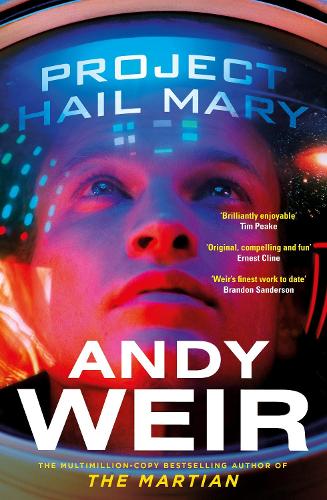 PROJECT
HAIL MARY
‘Brilliantly enjoyable’
Tim Peake
‘Original, compelling and fun’
Ernest Cline
‘Weir’s finest work to date’
Brandon Sanderson
ANDY
WEIR
THE MULTIMILLION-COPY BESTSELLING AUTHOR OF
THE MARTIAN